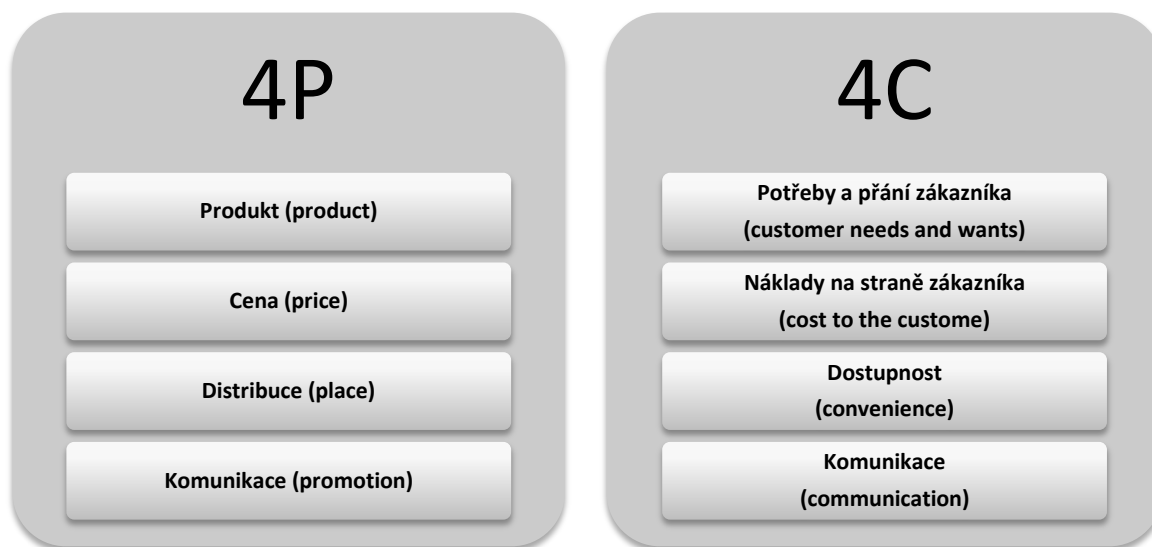 4P
Produkt (product)
Cena (price)
Distribuce (place)
Komunikace (promotion)
4C
Potřeby a přání zákazníka
(customer needs and wants)
Náklady na straně zákazníka
(cost to the custome)
Dostupnost
(convenience)
Komunikace
(communication)